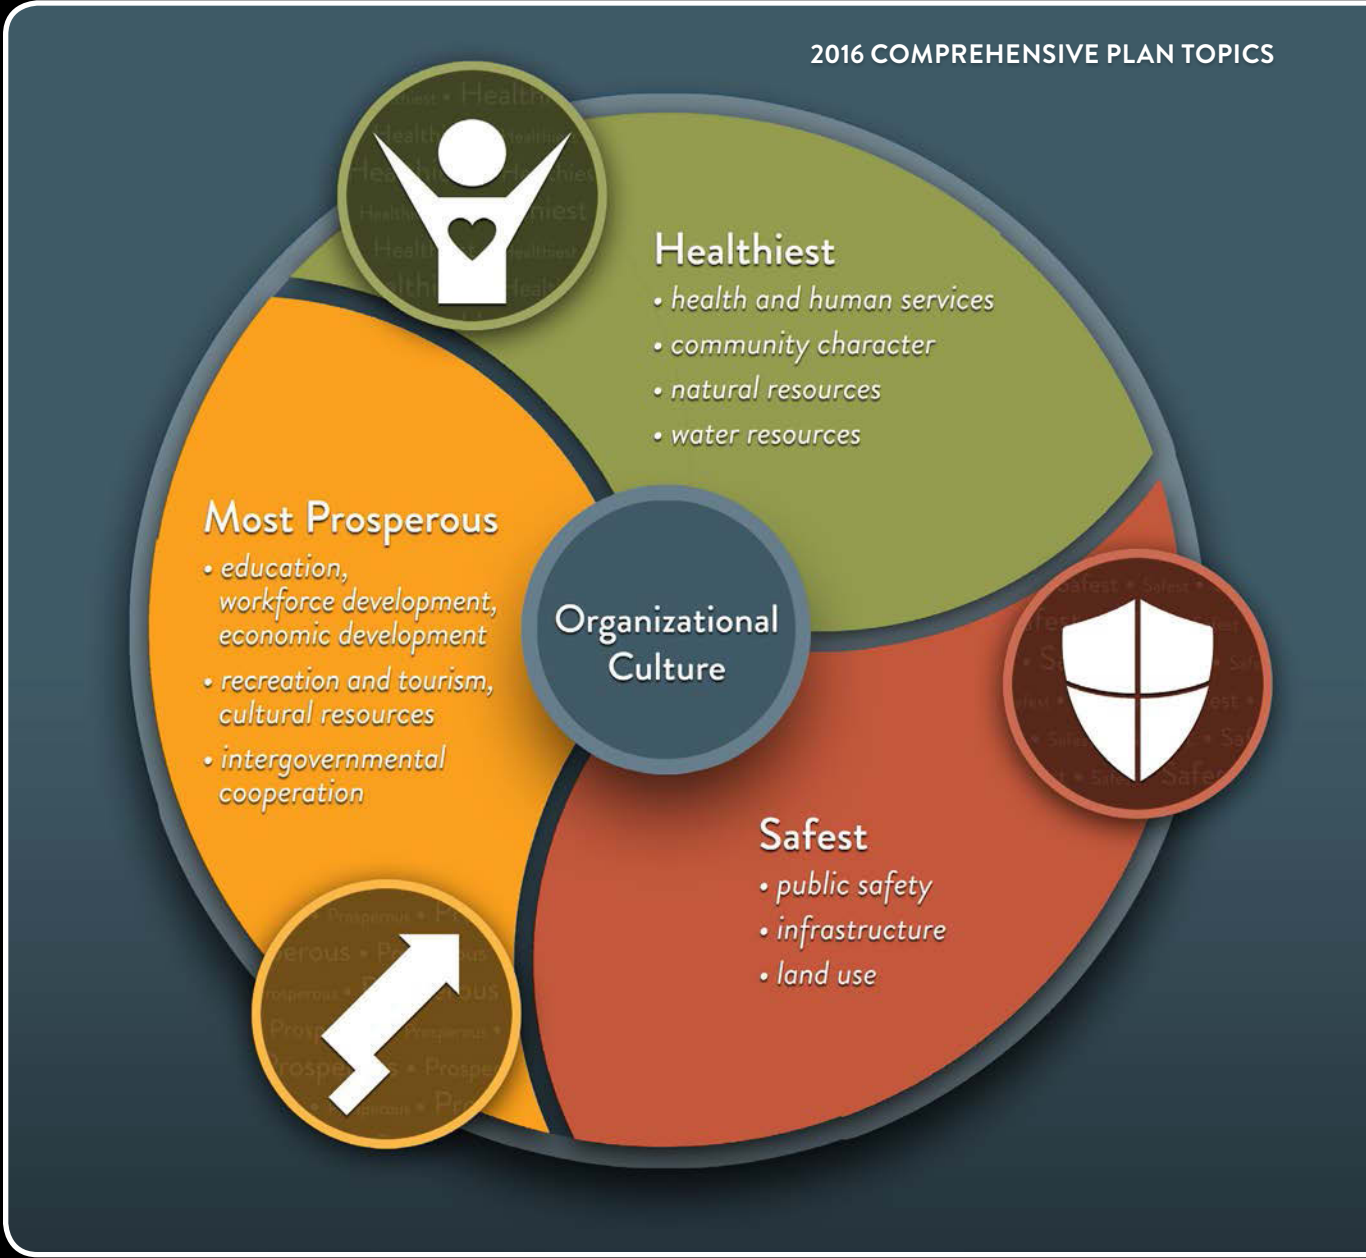 2016 COMPREHENSIVE PLAN TOPICS
Healthiest
• health and human services
• community character
• natural resources
• water resources
Most Prosperous
• education,
workforce development,
economic development
• recreation and tourism,
cultural resources
• intergovernmental
cooperation
Organizational
Culture
Safest
• public safety
• infrastructure
• land use